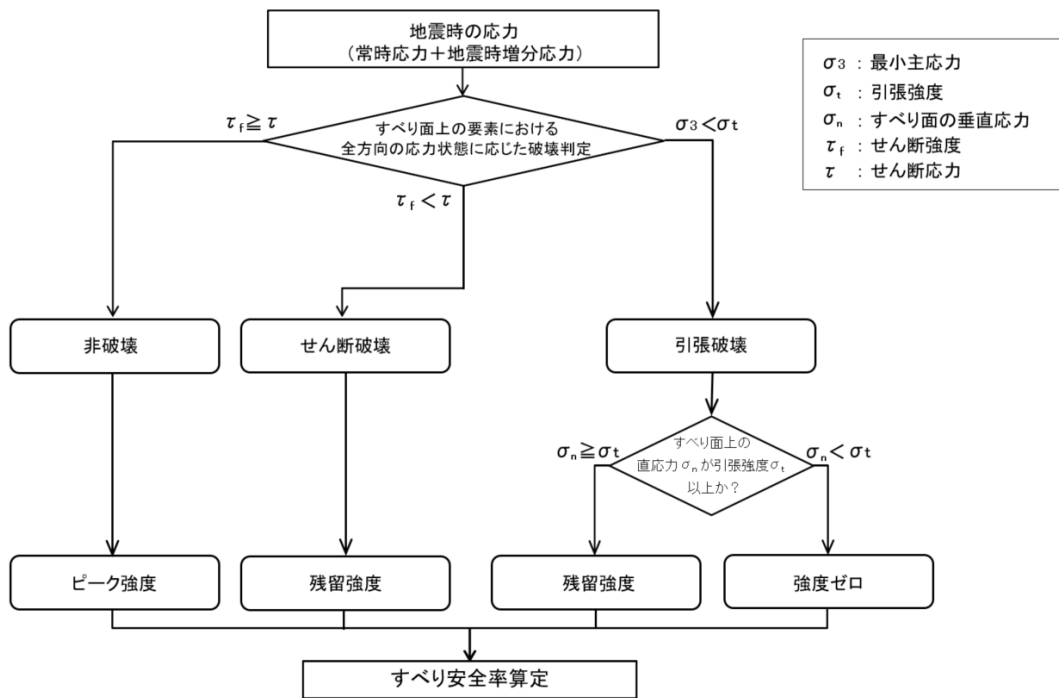 地震時の応力
(常時応力+地震時増分応力)
σ3 : 最小主応力
σt : 引張強度
σn : すべり面の垂直応力
τf : せん断強度
τ : せん断応力
τf≧τ
すべり面上の要素における
全方向の応力状態に応じた破壊判定
σ3<σt
τf<τ
非破壊
せん断破壊
引張破壊
σn≧σt
すべり面上の
直応力σnが引張強度σt
以上か?
σn<σt
ピーク強度
残留強度
残留強度
強度ゼロ
すべり安全率算定